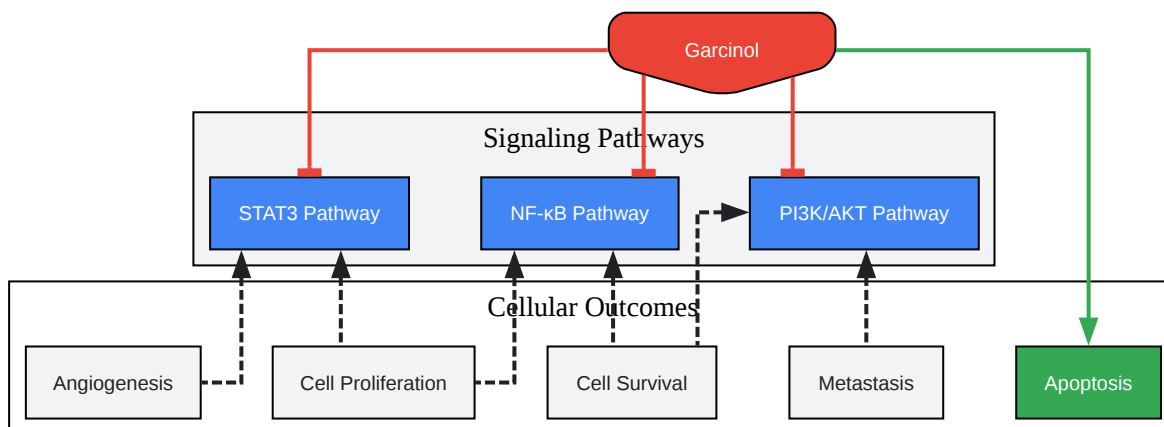 Garcinol
Signaling Pathways
STAT3 Pathway
NF-κB Pathway
PI3K/AKT Pathway
Cellular Outcomes
Angiogenesis
Cell Proliferation
Cell Survival
Metastasis
Apoptosis